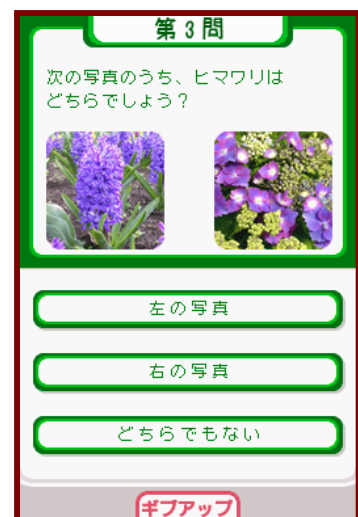 第3問
次の写真のうち、ヒマワリは
どちらでしょう?
左の写真
右の写真
どちらでもない
ギブアップ